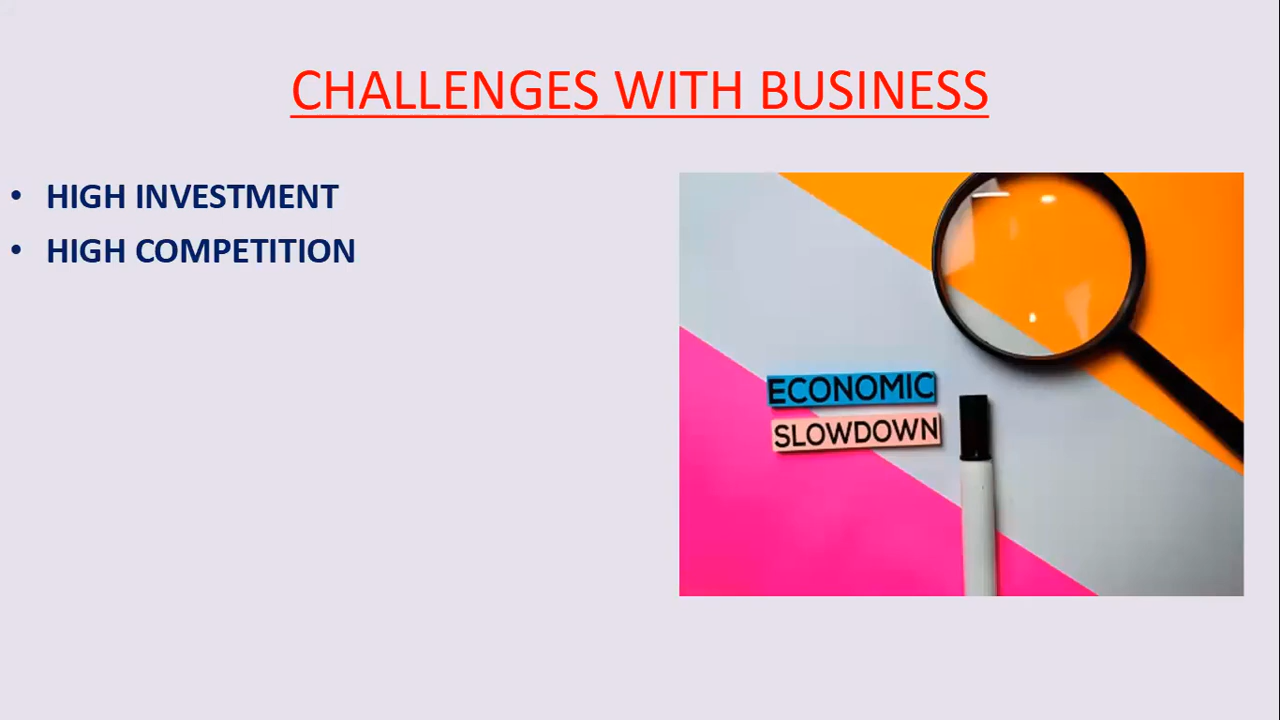 CHALLENGES WITH BUSINESS
• HIGH INVESTMENT
• HIGH COMPETITION
ECONOMIC
SLOWDOWN